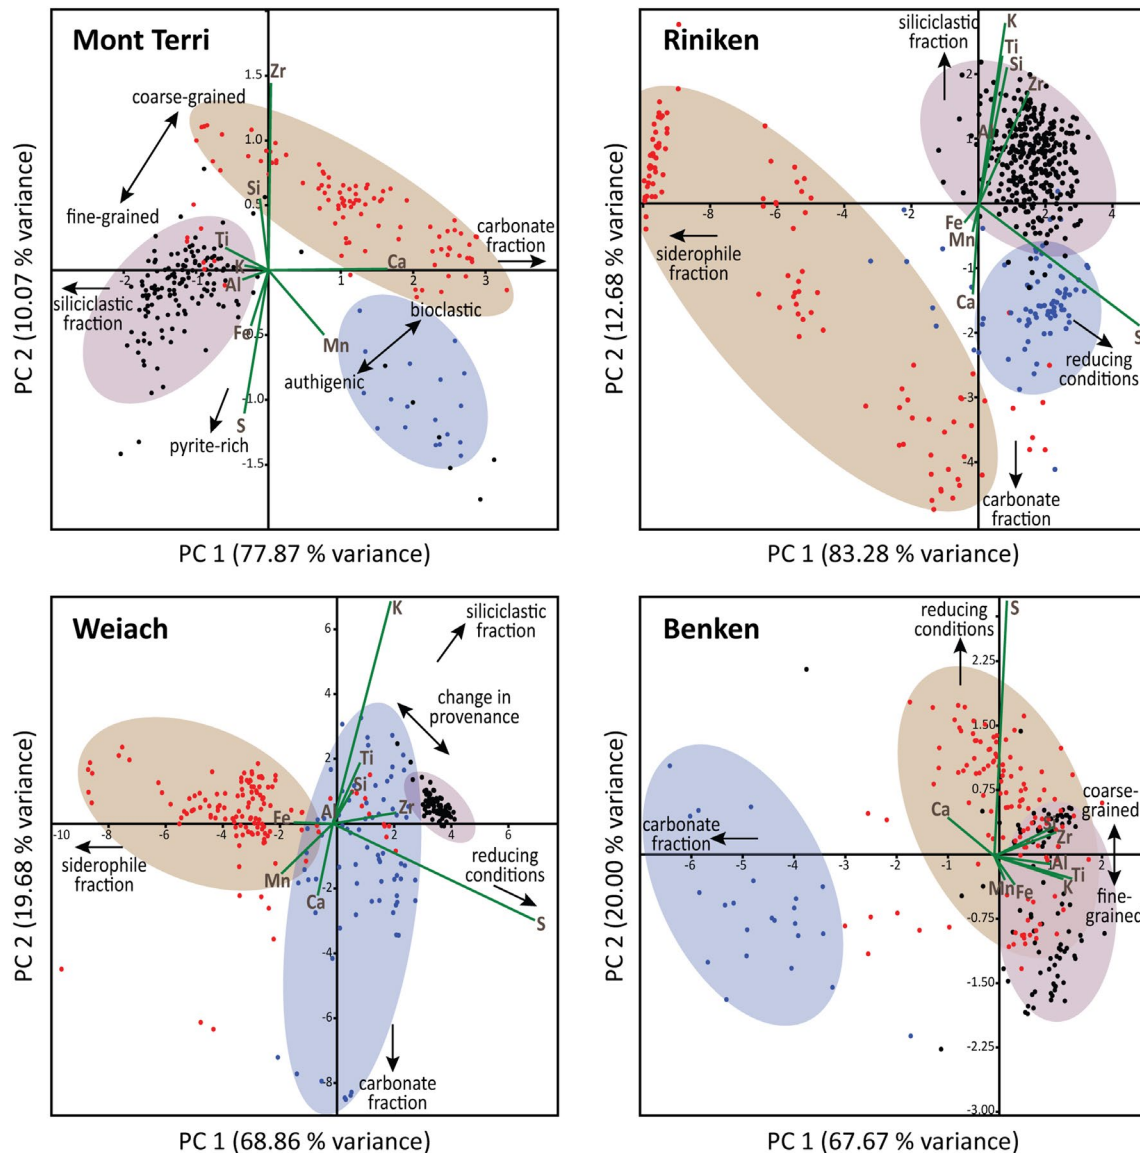 Mont Terri
coarse-grained
fine-grained
siliciclastic
fraction
pyrite-rich
carbonate
fraction
bioclastic
authigenic
Zr
Si
Ti
K
Al
Fe
S
Mn
Ca
1.5
1.0
0.5
-0.5
-1.0
-1.5
-2
-1
1
2
3
PC 2 (10.07 % variance)
PC 1 (77.87 % variance)
Riniken
siliciclastic
fraction
siderophile
fraction
reducing
conditions
carbonate
fraction
K
Ti
Si
Zr
Al
Fe
Mn
Ca
S
2
1
-1
-2
-3
-4
-8
-6
-4
-2
2
4
PC 2 (12.68 % variance)
PC 1 (83.28 % variance)
Weiach
siliciclastic
fraction
change in
provenance
siderophile
fraction
reducing
conditions
carbonate
fraction
K
Ti
Si
Al
Zr
Fe
Mn
Ca
S
6
4
2
-2
-4
-6
-8
-10
-8
-6
-4
-2
2
4
6
PC 2 (19.68 % variance)
PC 1 (68.86 % variance)
Benken
reducing
conditions
carbonate
fraction
coarse-
grained
fine-
grained
S
Ca
Zr
Al
Ti
K
Mn
Fe
2.25
1.50
0.75
-0.75
-1.50
-2.25
-3.00
-6
-5
-4
-3
-2
-1
1
2
PC 2 (20.00 % variance)
PC 1 (67.67 % variance)